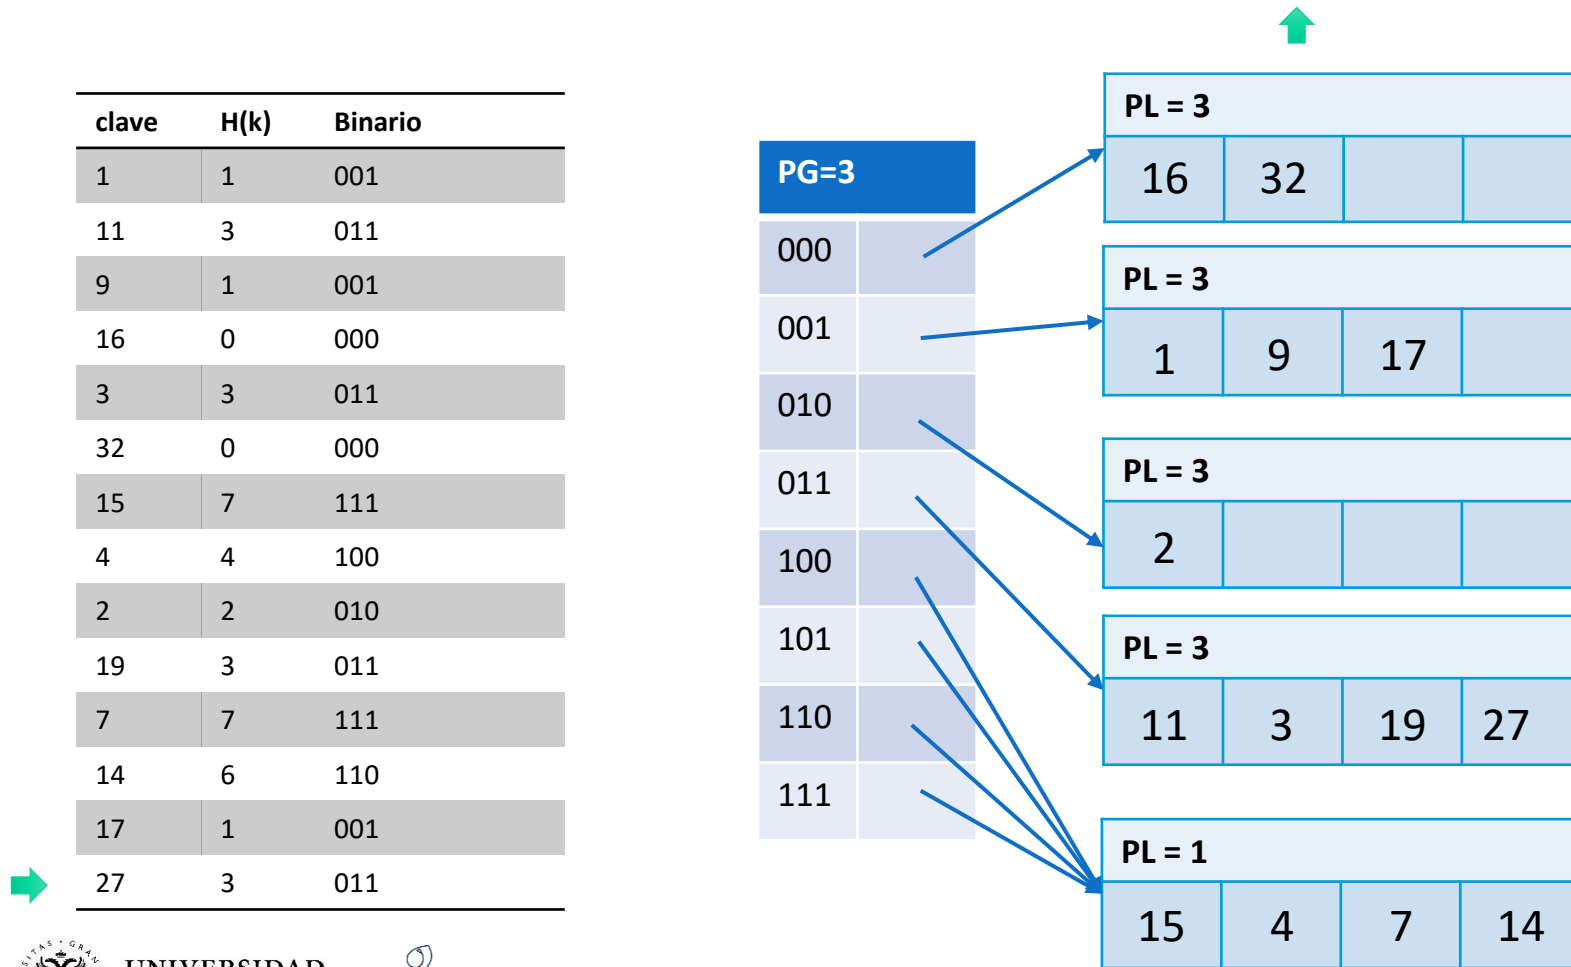 clave H(k) Binario
1 1 001
11 3 011
9 1 001
16 0 000
3 3 011
32 0 000
15 7 111
4 4 100
2 2 010
19 3 011
7 7 111
14 6 110
17 1 001
27 3 011
PG=3
000
001
010
011
100
101
110
111
PL = 3
16 32
PL = 3
1 9 17
PL = 3
2
PL = 3
11 3 19 27
PL = 1
15 4 7 14
UNIVERSIDAD